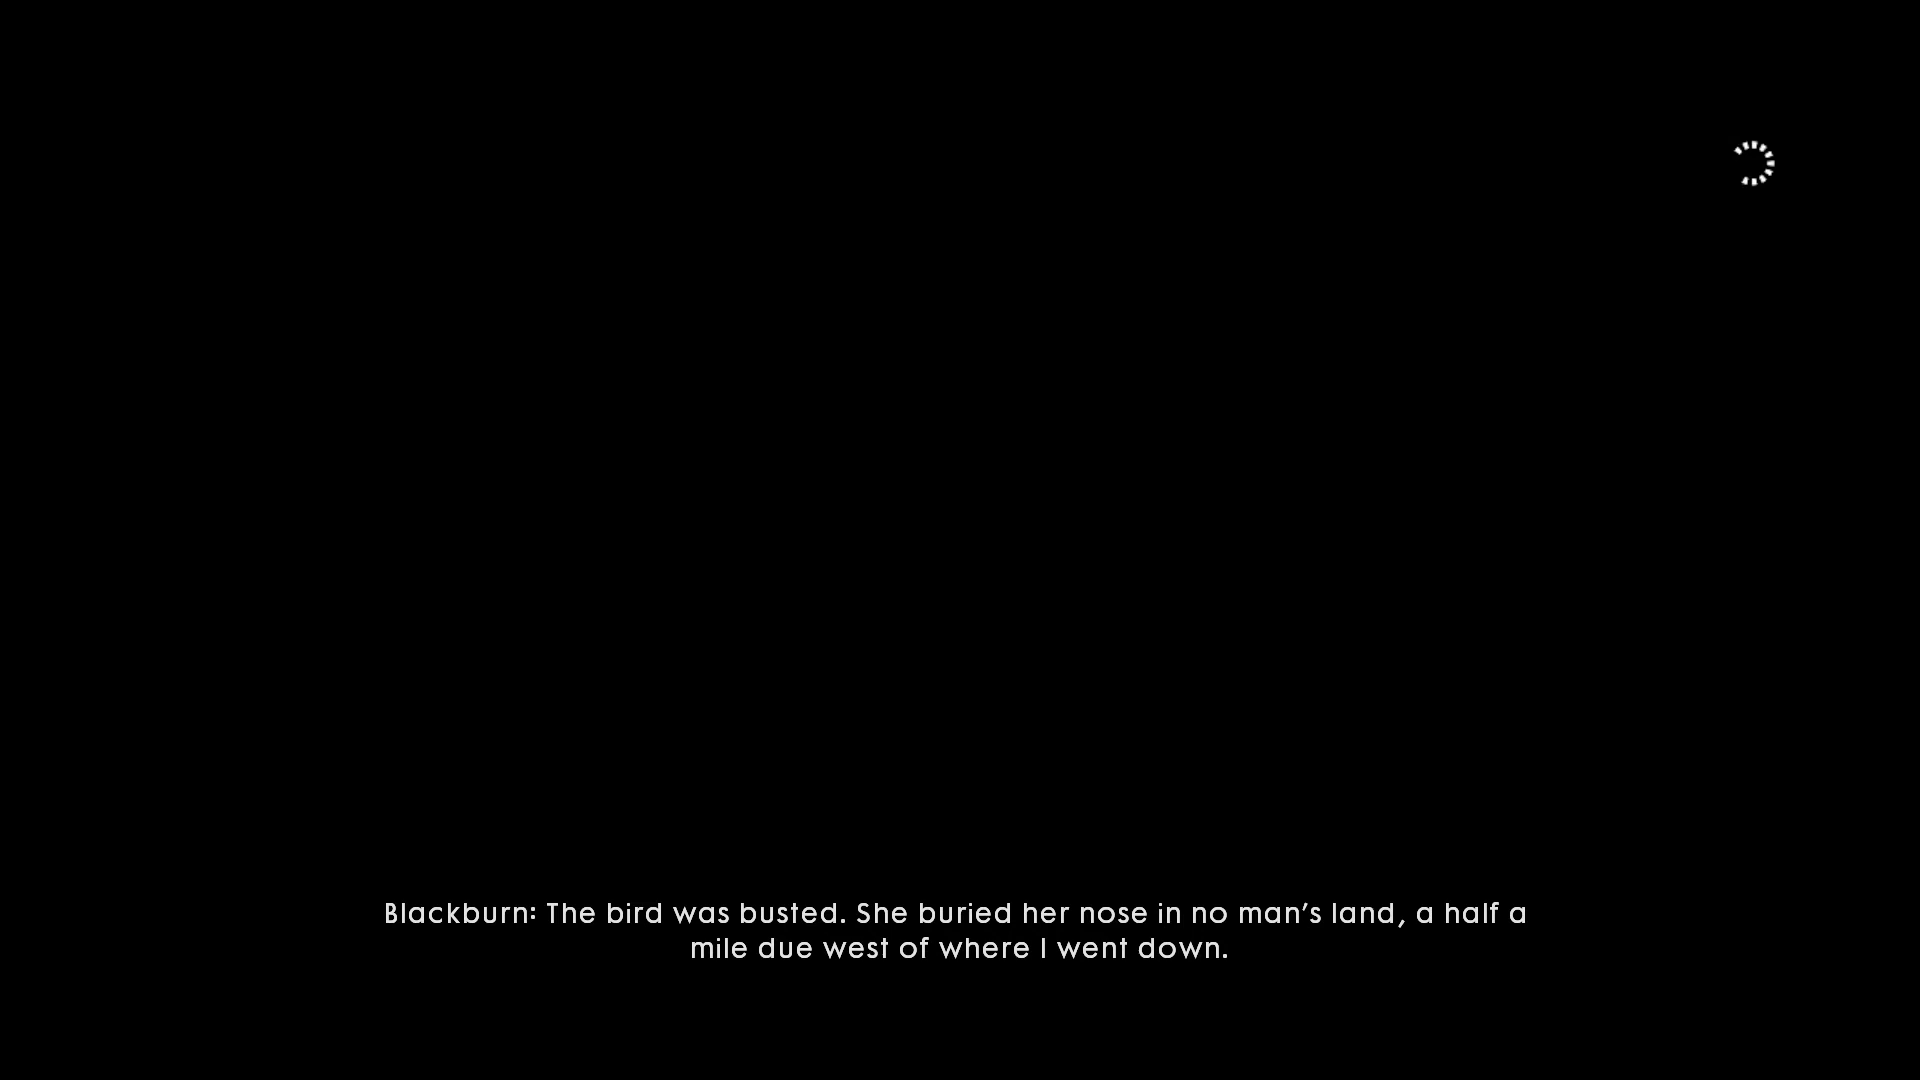 Blackburn: The bird was busted. She buried her nose in no man's land, a half a
mile due west of where I went down.